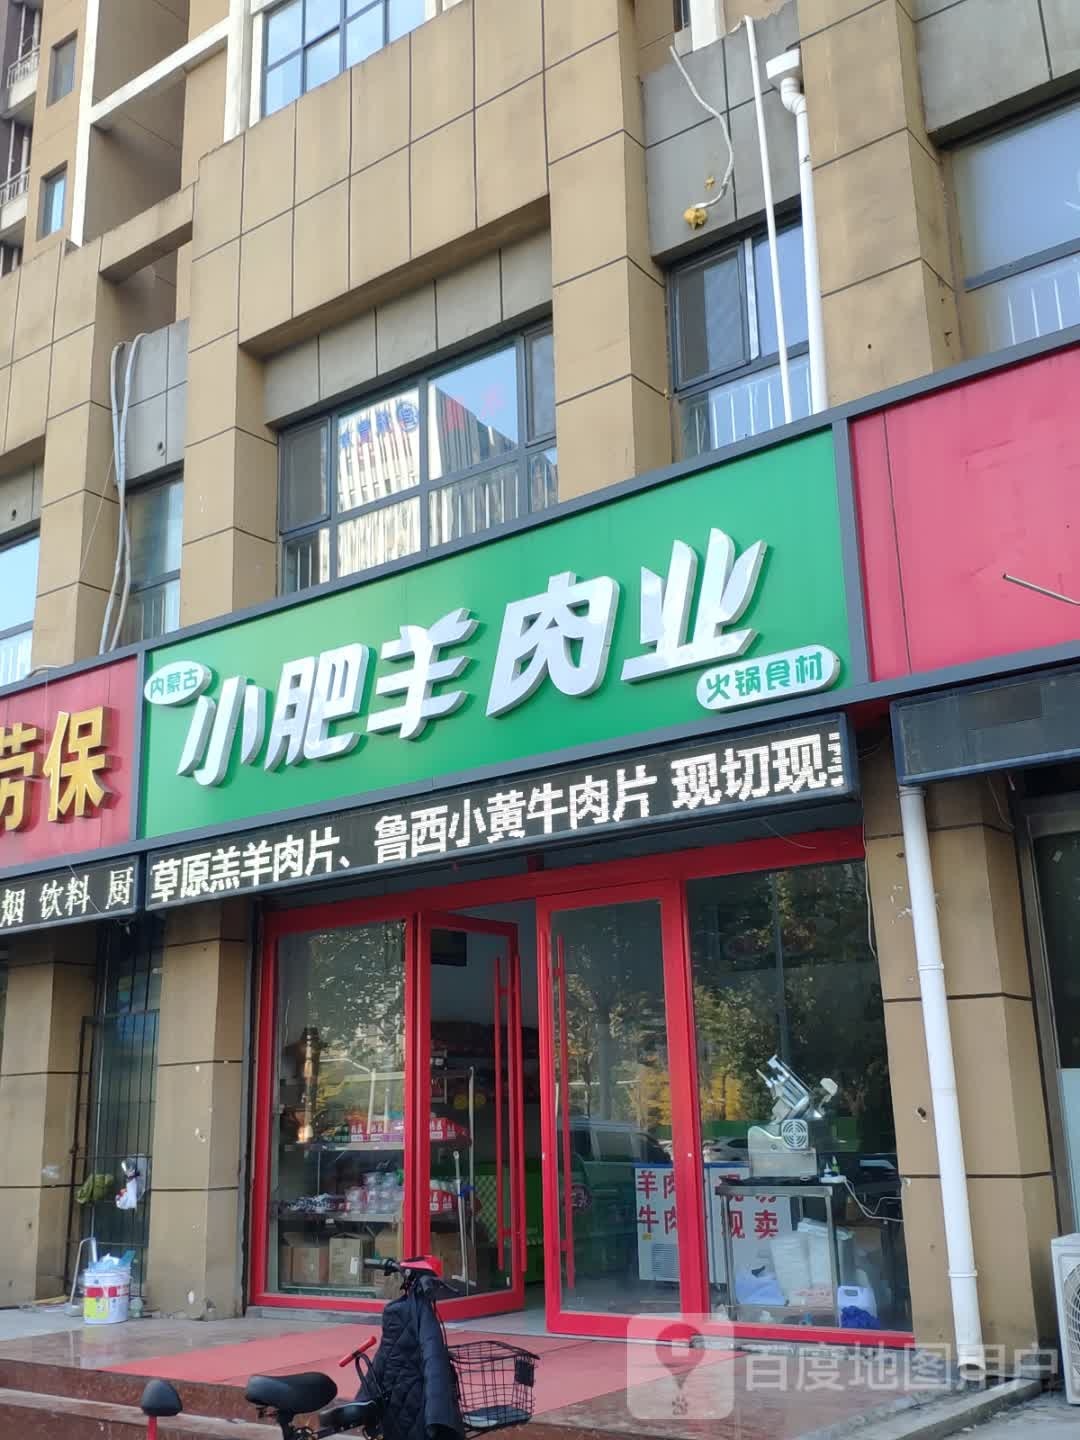 内蒙古
小肥羊肉业
火锅食材
劳保
草原羔羊肉片、鲁西小黄牛肉片 现切现
烟 饮料 厨
羊肉
牛肉
现切
现卖
百度地图用户